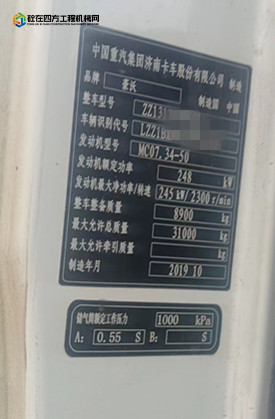 砼在四方工程机械网
中国重汽集团济南卡车股份有限公司 制造
品牌 豪沃 制造国 中国
整车型号 ZZ131
车辆识别代号 LZZ1B
发动机型号 MC07.34-50
发动机额定功率 248 kW
发动机最大净功率/转速 245 kW/2300 r/min
整车整备质量 8900 kg
最大允许总质量 31000 kg
最大允许牵引质量 kg
制造年月 2019 10
储气筒额定工作压力 1000 kPa
A: 0.55 S B: S